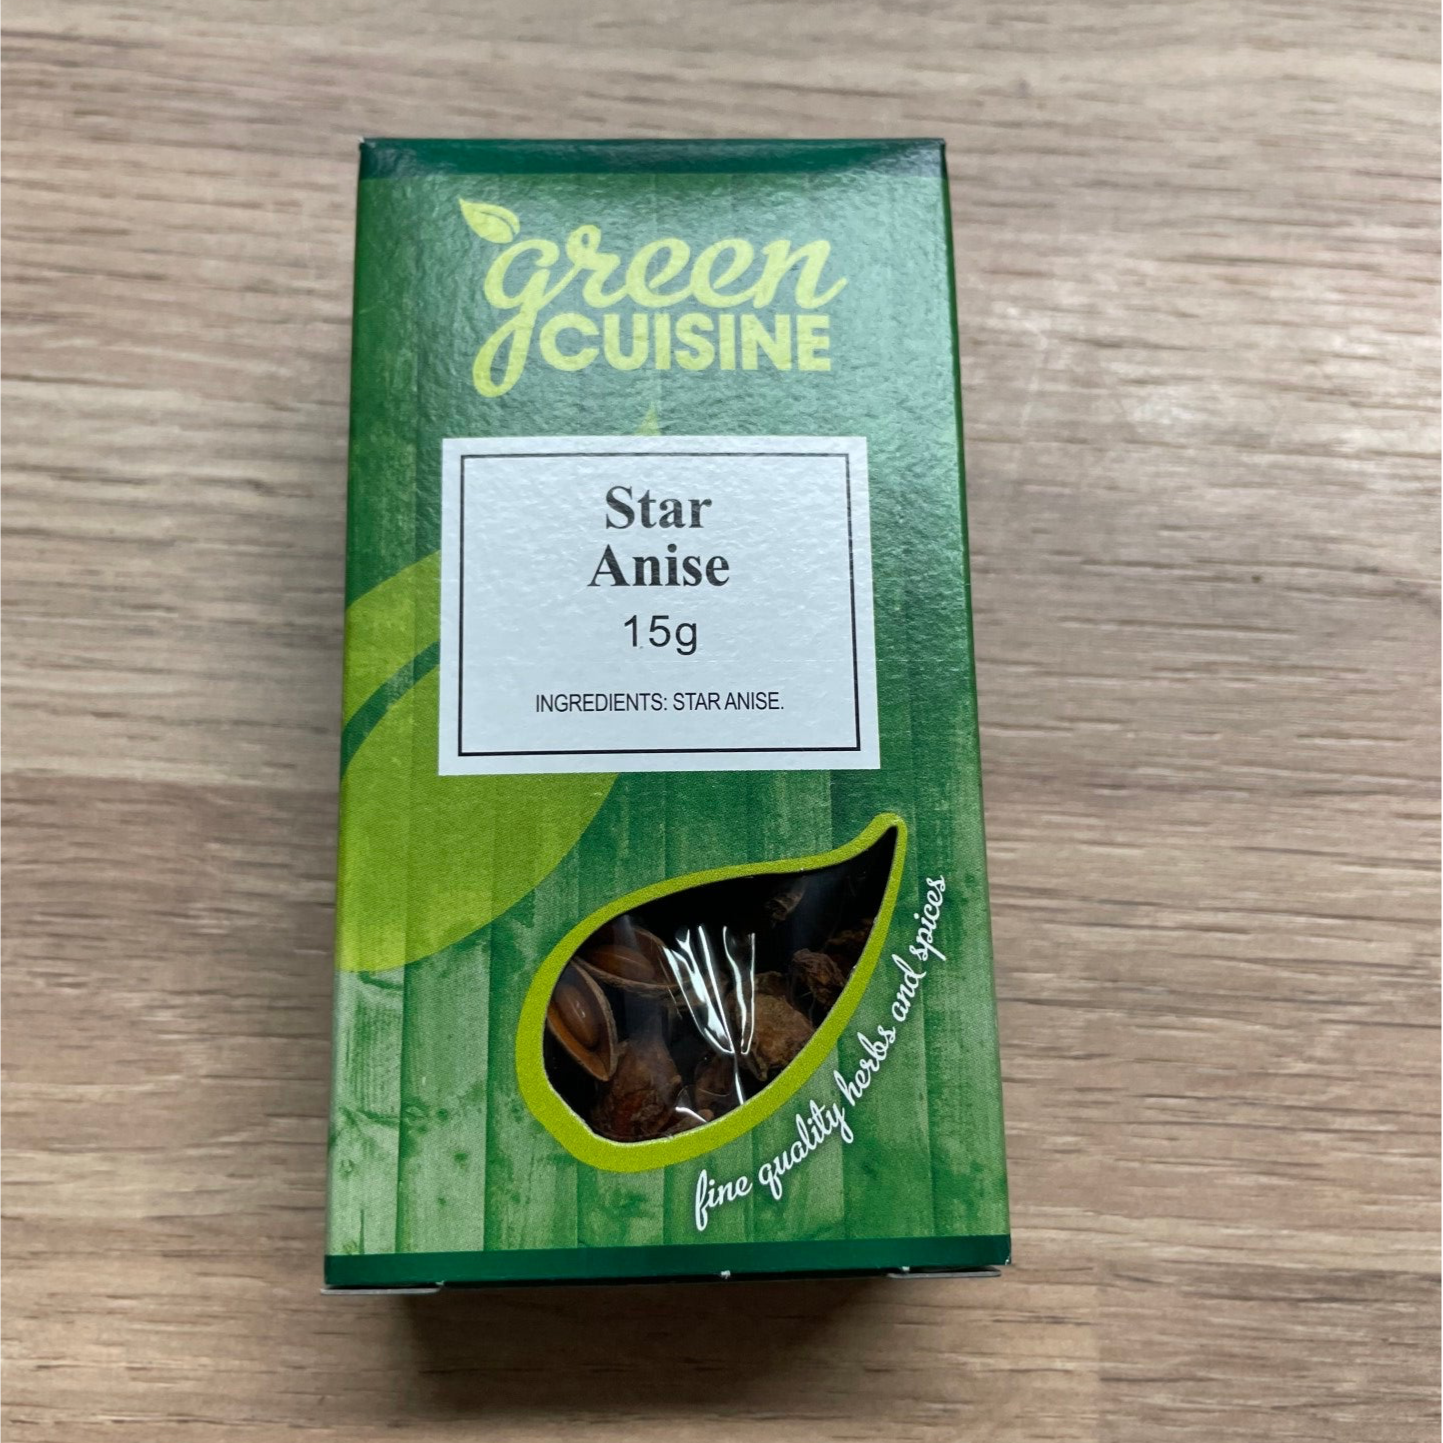 green
CUISINE
Star
Anise
15g
INGREDIENTS: STAR ANISE.
fine quality herbs and spices